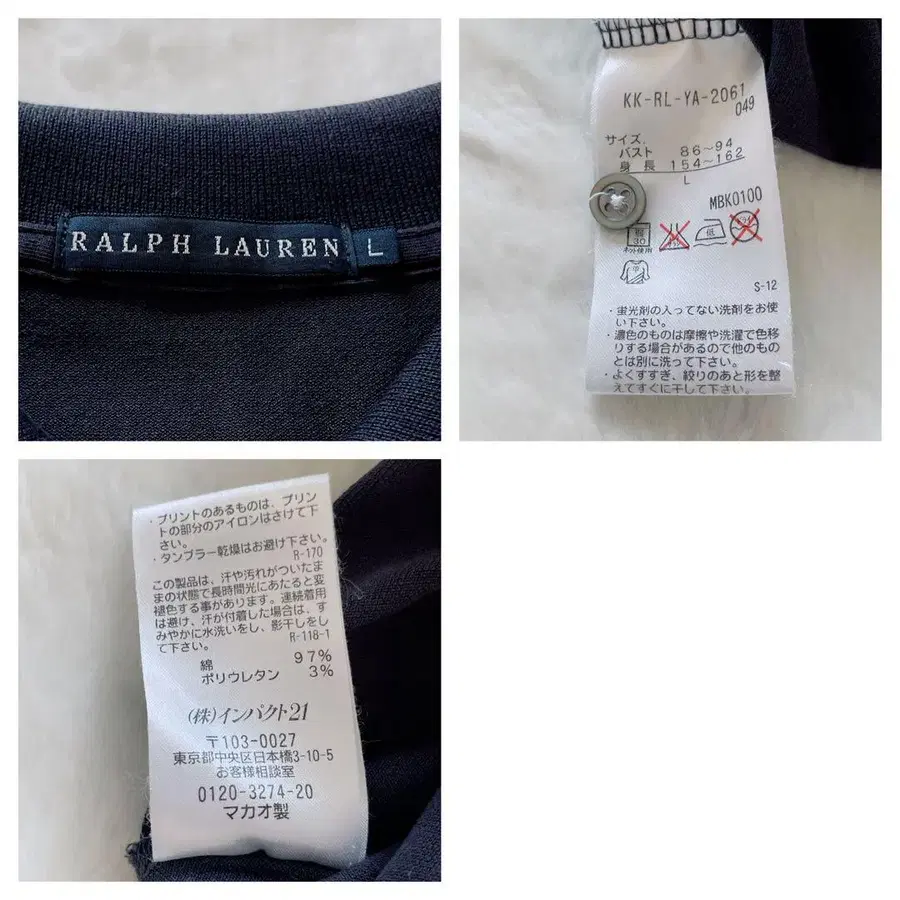 RALPH LAUREN L
KK-RL-YA-2061
049
サイズ
バスト 86~94
身長 154~162
L
MBK0100
30
ネット使用
低
S-12
・蛍光剤の入ってない洗剤をお使
い下さい。
・濃色のものは摩擦や洗濯で色移
りする場合があるので他のもの
とは別に洗って下さい。
・よくすすぎ、絞りのあと形を整
えてすぐに干して下さい。
・プリントのあるものは、プリン
トの部分のアイロンはさけて下
さい。
・タンブラー乾燥はお避け下さい。
R-170
この製品は、汗や汚れがついたま
まの状態で長時間光にあたると変
褪色する事があります。連続着用
は避け、汗が付着した場合は、す
みやかに水洗いをし、影干しをし
て下さい。
R-118-1
綿 97%
ポリウレタン 3%
(株)インパクト21
〒103-0027
東京都中央区日本橋3-10-5
お客様相談室
0120-3274-20
マカオ製